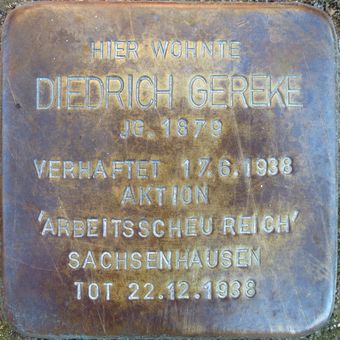 HIER WOHNTE
DIEDRICH GEREKE
JG. 1879
VERHAFTET 17.6.1938
AKTION
'ARBEITSSCHEU REICH'
SACHSENHAUSEN
TOT 22.12.1938